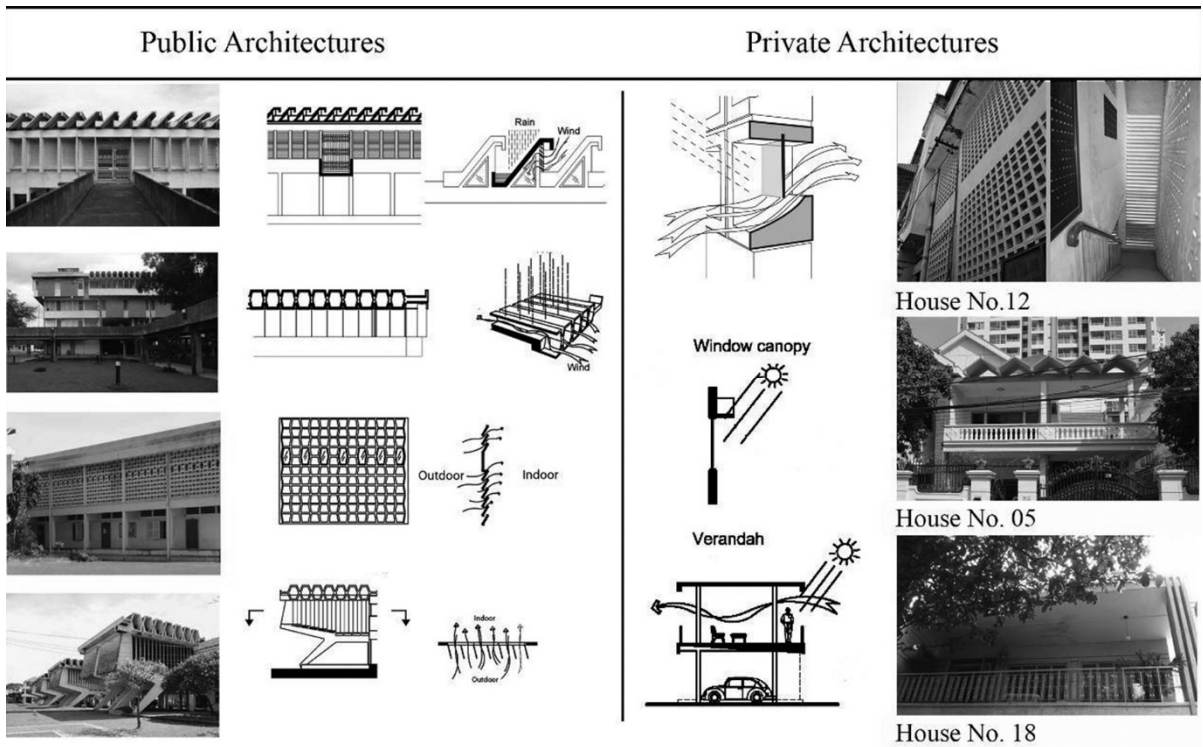 Public Architectures
Private Architectures
Rain
Wind
Wind
Outdoor
Indoor
Indoor
Outdoor
Window canopy
Verandah
House No.12
House No. 05
House No. 18